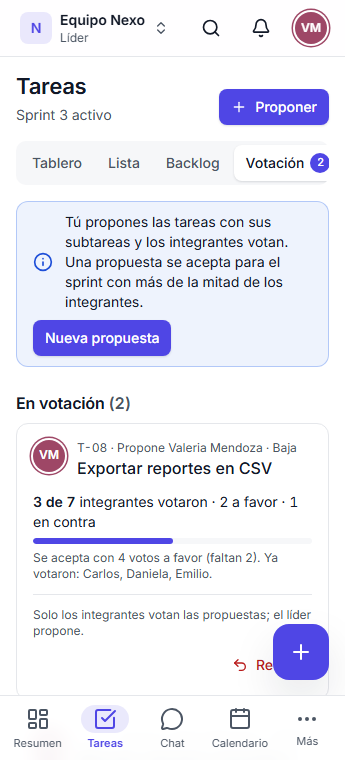 N
Equipo Nexo
Líder
VM
Tareas
Sprint 3 activo
+ Proponer
Tablero
Lista
Backlog
Votación 2
Tú propones las tareas con sus
subtareas y los integrantes votan.
Una propuesta se acepta para el
sprint con más de la mitad de los
integrantes.
Nueva propuesta
En votación (2)
VM
T-08 · Propone Valeria Mendoza · Baja
Exportar reportes en CSV
3 de 7 integrantes votaron · 2 a favor · 1
en contra
Se acepta con 4 votos a favor (faltan 2). Ya
votaron: Carlos, Daniela, Emilio.
Solo los integrantes votan las propuestas; el líder
propone.
Resumen
Tareas
Chat
Calendario
Más